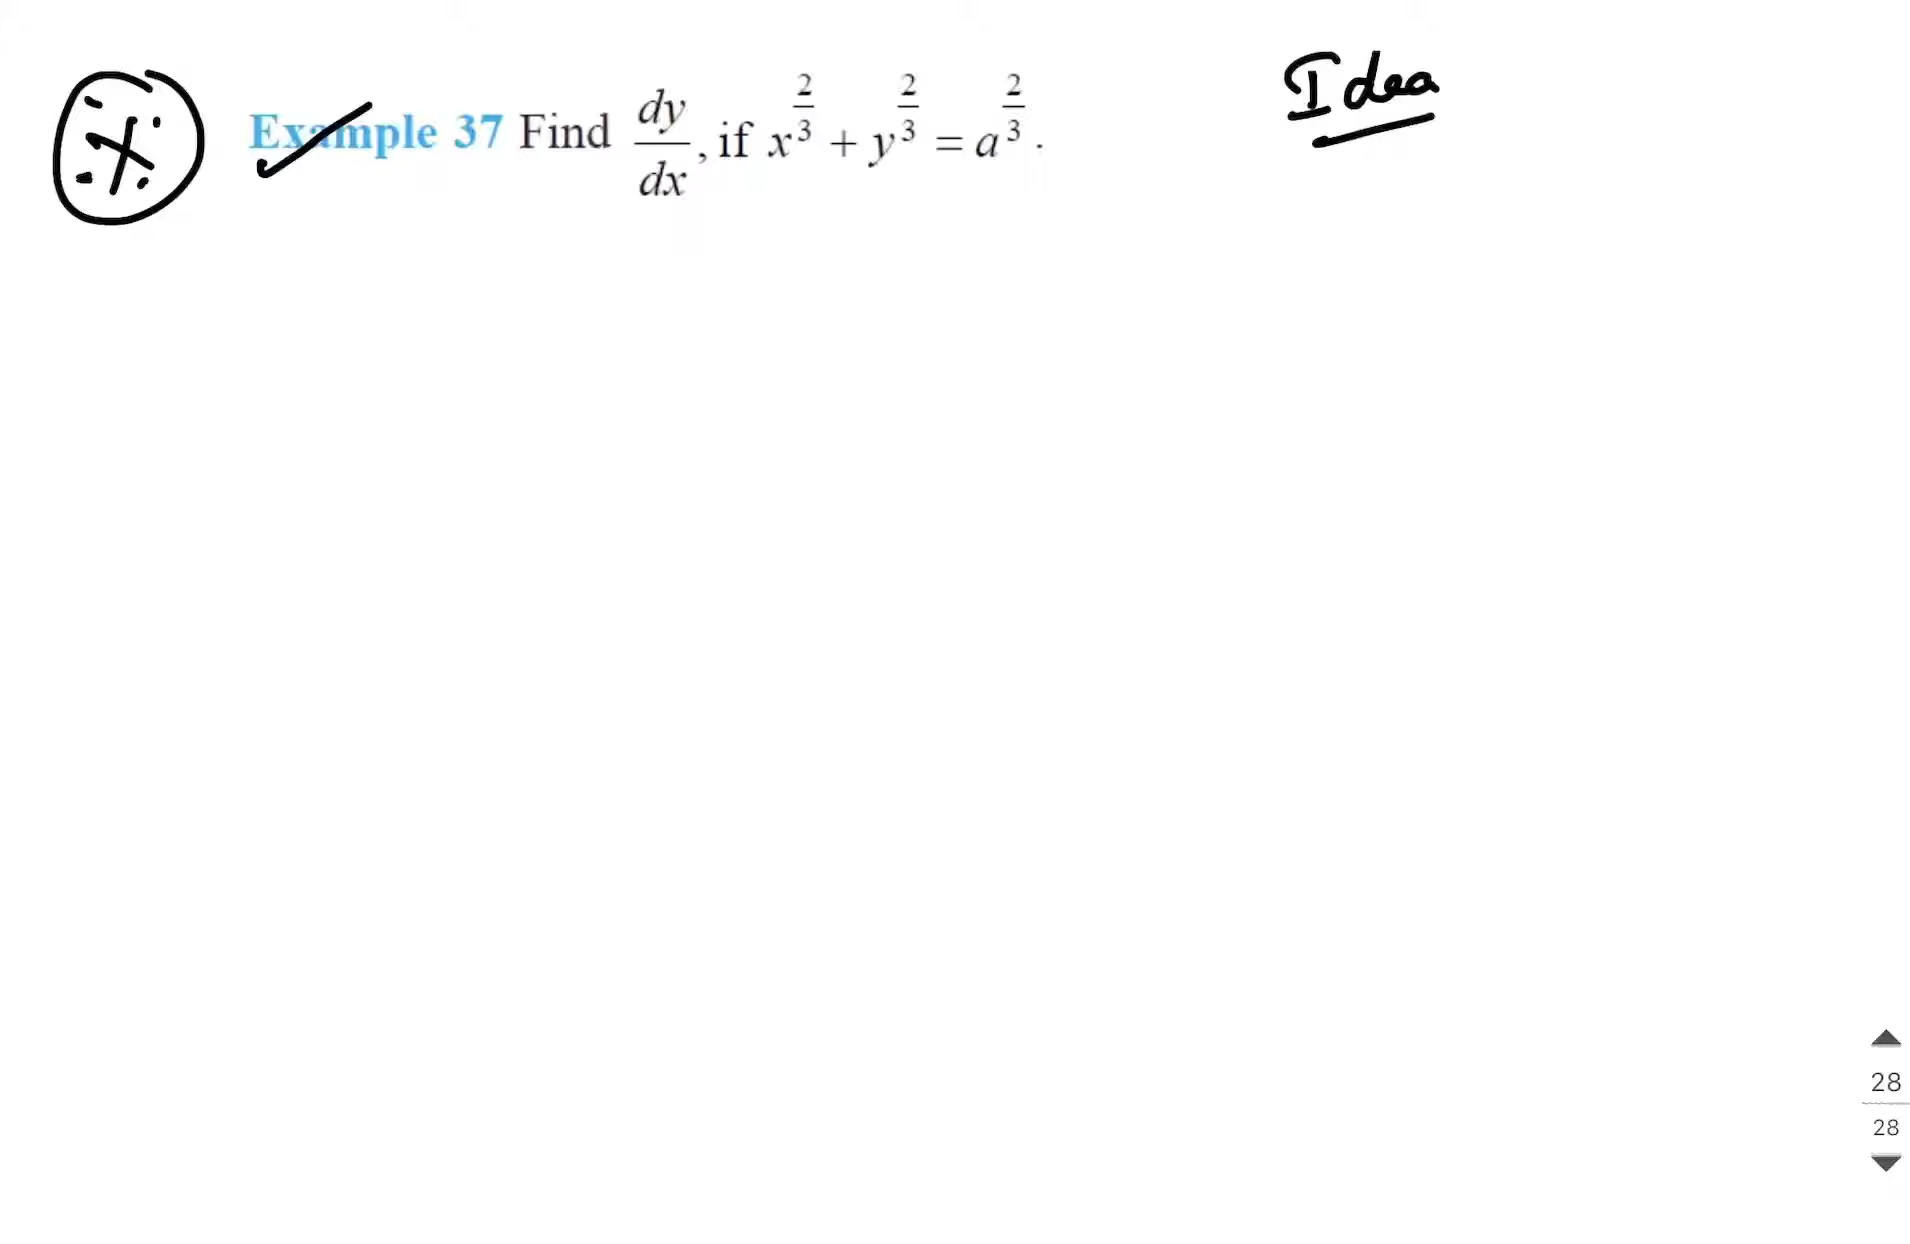 Example 37 Find dy/dx, if x^(2/3) + y^(2/3) = a^(2/3).
Idea
28
28